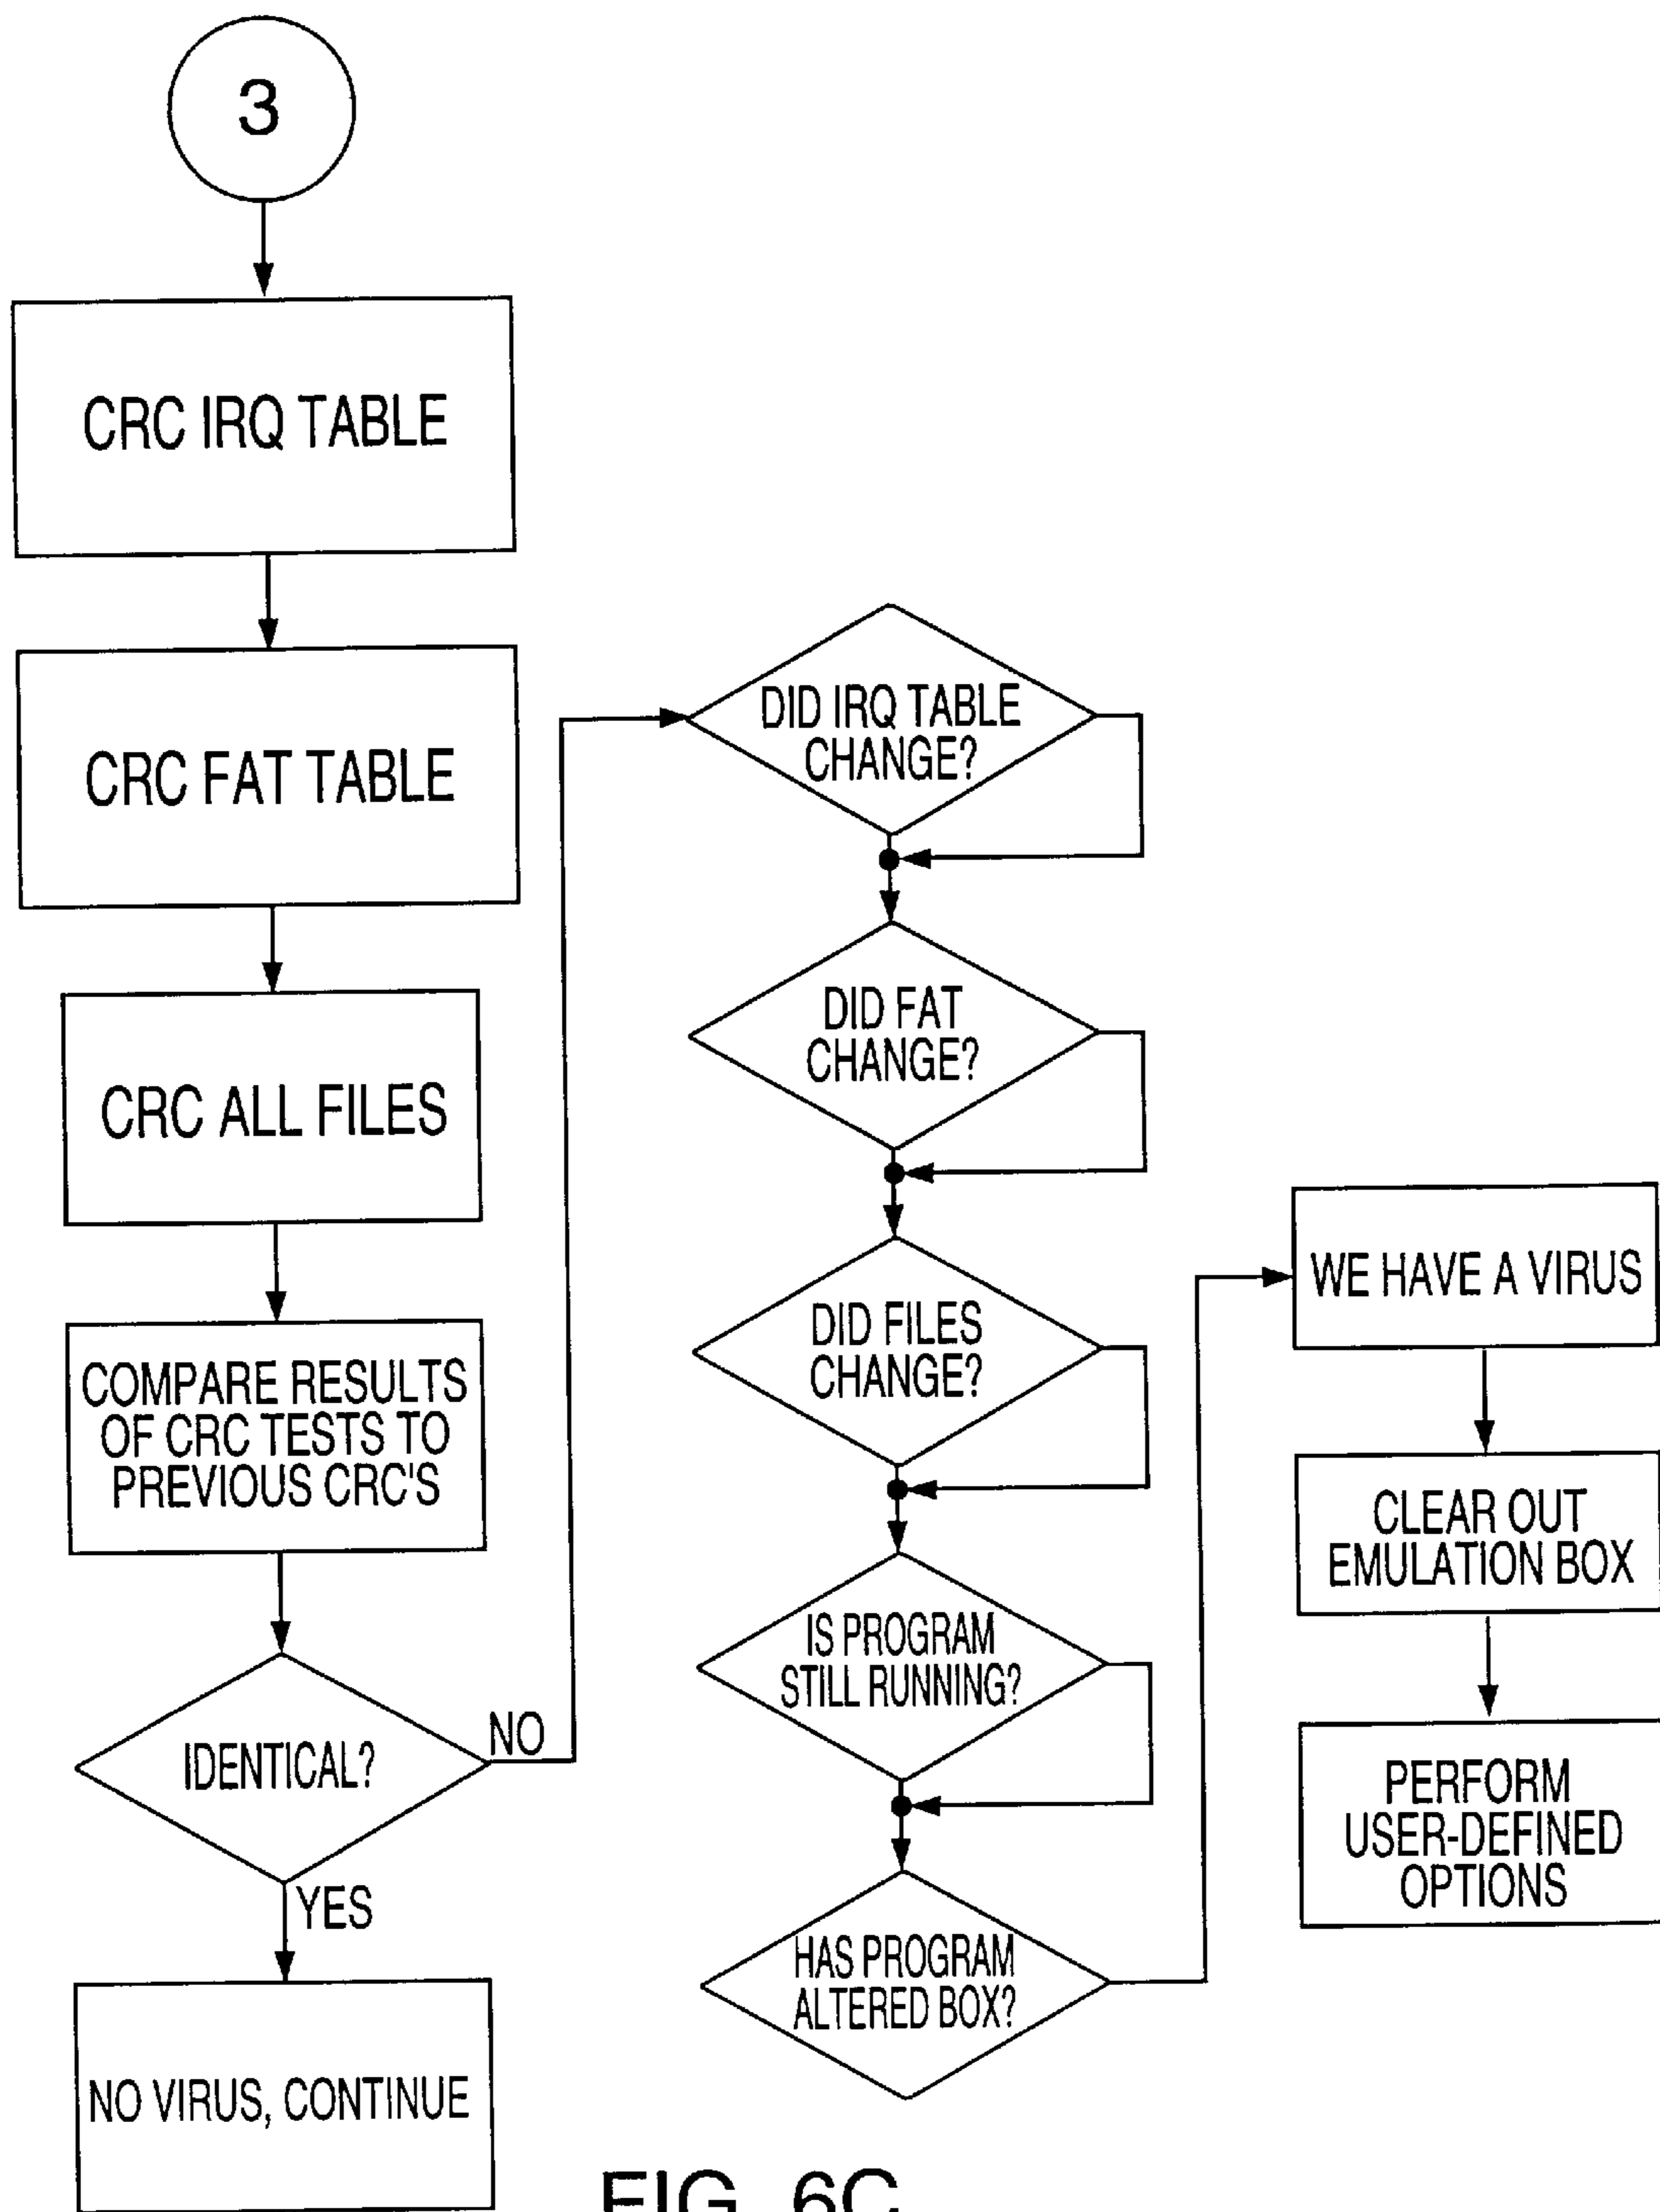 3
CRC IRQ TABLE
CRC FAT TABLE
CRC ALL FILES
COMPARE RESULTS
OF CRC TESTS TO
PREVIOUS CRC'S
IDENTICAL?
NO
YES
NO VIRUS, CONTINUE
DID IRQ TABLE
CHANGE?
DID FAT
CHANGE?
DID FILES
CHANGE?
IS PROGRAM
STILL RUNNING?
HAS PROGRAM
ALTERED BOX?
WE HAVE A VIRUS
CLEAR OUT
EMULATION BOX
PERFORM
USER-DEFINED
OPTIONS
FIG. 6C